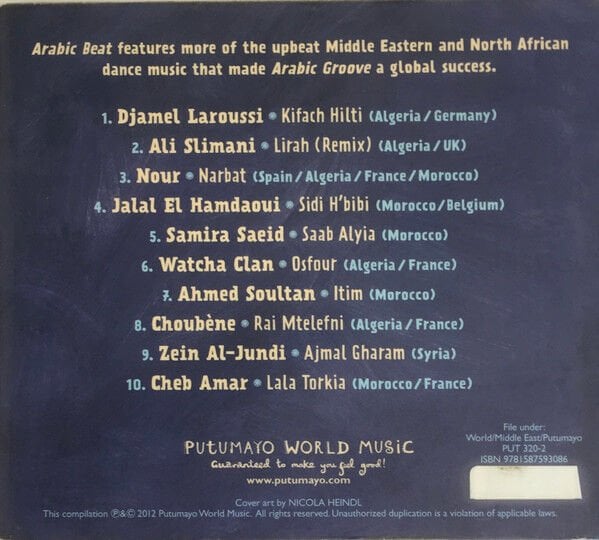 Arabic Beat features more of the upbeat Middle Eastern and North African
dance music that made Arabic Groove a global success.
1. Djamel Laroussi • Kifach Hilti (Algeria/Germany)
2. Ali Slimani • Lirah (Remix) (Algeria/UK)
3. Nour • Narbat (Spain/Algeria/France/Morocco)
4. Jalal El Hamdaoui • Sidi H'bibi (Morocco/Belgium)
5. Samira Saeid • Saab Alyia (Morocco)
6. Watcha Clan • Osfour (Algeria/France)
7. Ahmed Soultan • Itim (Morocco)
8. Choubène • Rai Mtelefni (Algeria/France)
9. Zein Al-Jundi • Ajmal Gharam (Syria)
10. Cheb Amar • Lala Torkia (Morocco/France)
PUTUMAYO WORLD MUSIC
Guaranteed to make you feel good!
www.putumayo.com
File under:
World/Middle East/Putumayo
PUT 320-2
ISBN 9781587593086
Cover art by NICOLA HEINDL
This compilation ℗&© 2012 Putumayo World Music. All rights reserved. Unauthorized duplication is a violation of applicable laws.